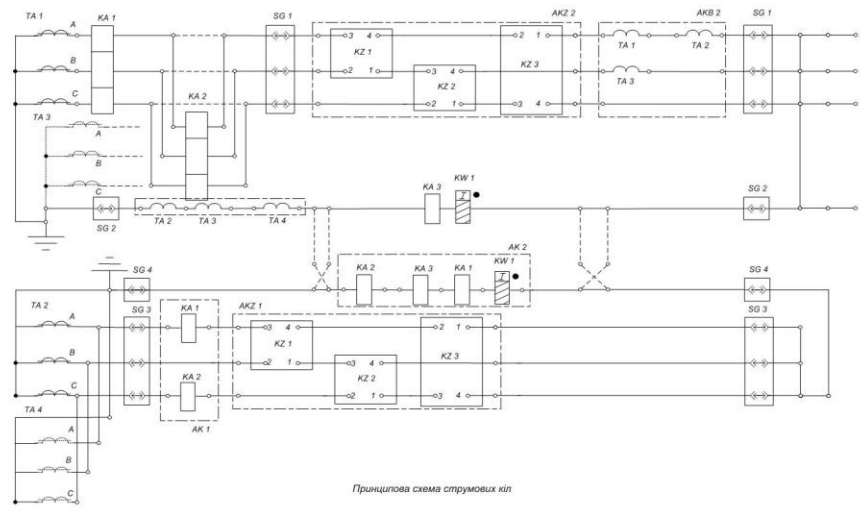 TA 1 A KA 1 SG 1 AKZ 2 AKB 2 SG 1
3 4 2 1
KZ 1 TA 1 TA 2
B 2 1 3 4 KZ 3
C KA 2 KZ 2 TA 3
TA 3 2 1 3 4
A
B
C KA 3 KW 1
I
SG 2 TA 2 TA 3 TA 4 SG 2
AK 2
SG 4 KA 2 KA 3 KA 1 KW 1 SG 4
I
TA 2 SG 3 KA 1 AKZ 1 SG 3
A 3 4 2 1
KZ 1
B 2 1 3 4 KZ 3
KA 2 KZ 2
C 2 1 3 4
TA 4 AK 1
A
B
C
Принципова схема струмових кіл